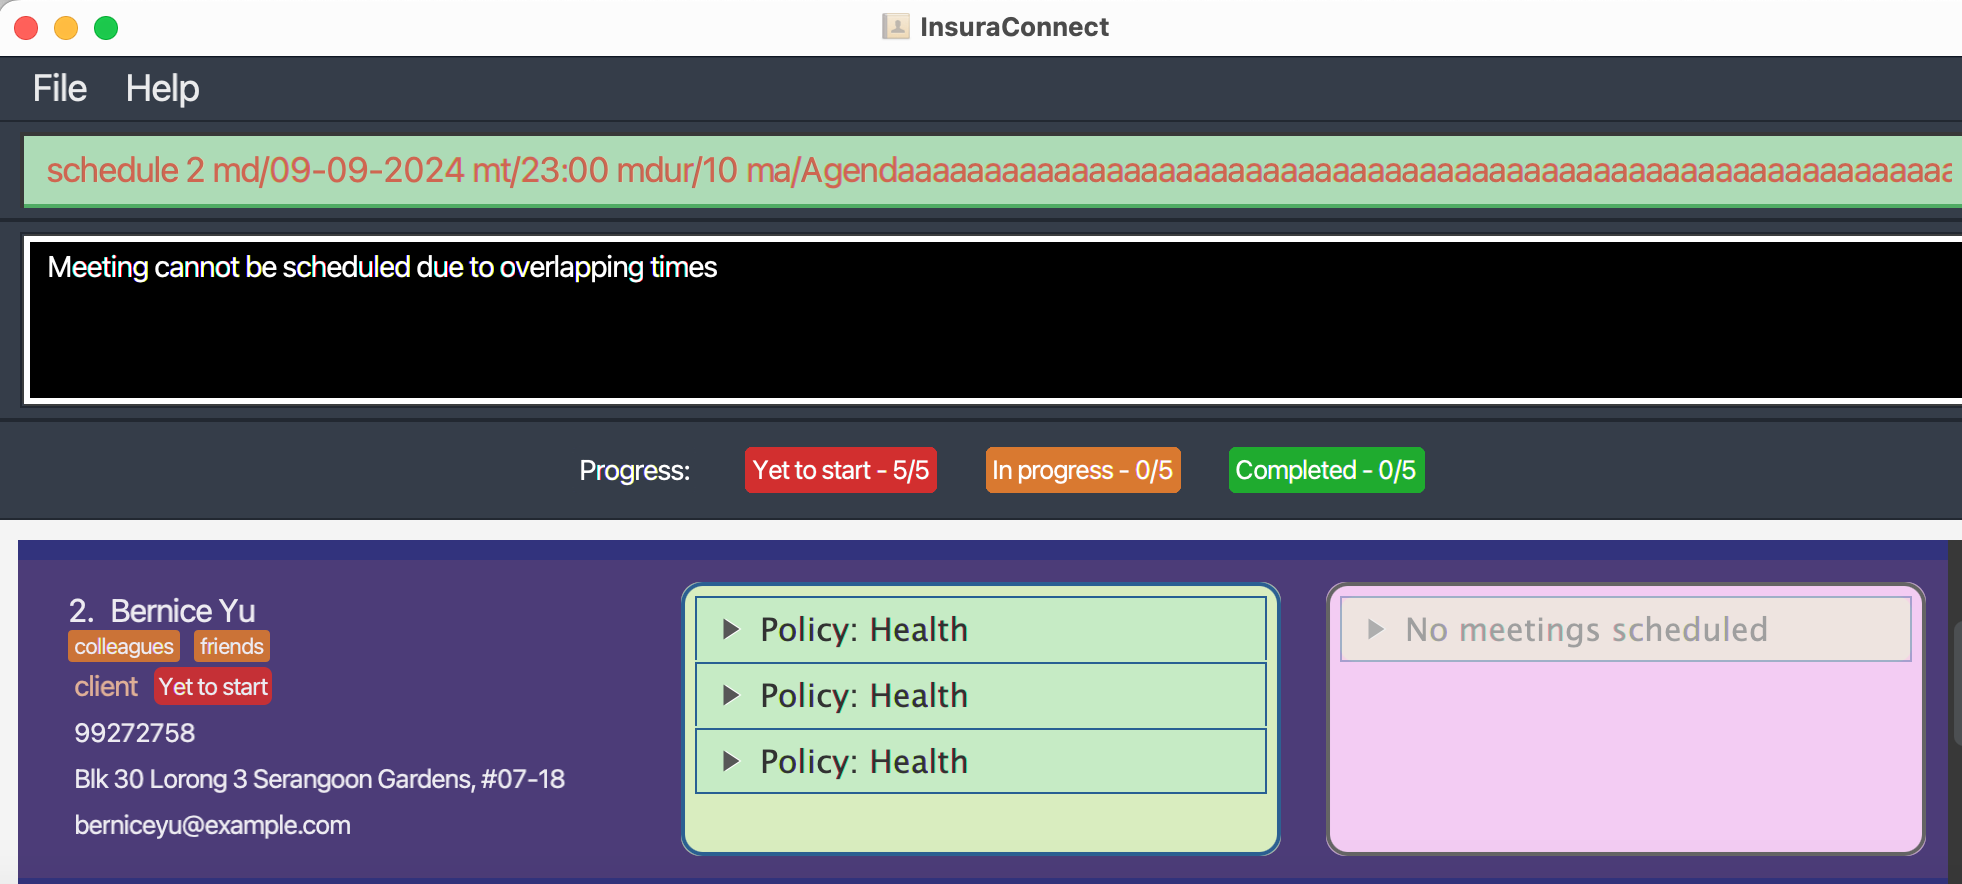 InsuraConnect
File Help
schedule 2 md/09-09-2024 mt/23:00 mdur/10 ma/Agendaaaaaaaaaaaaaaaaaaaaaaaaaaaaaaaaaaaaaaaaaaaaaaaaaaaaaaaaaaaaa
Meeting cannot be scheduled due to overlapping times
Progress: Yet to start - 5/5 In progress - 0/5 Completed - 0/5
2. Bernice Yu
colleagues friends
client Yet to start
99272758
Blk 30 Lorong 3 Serangoon Gardens, #07-18
berniceyu@example.com
Policy: Health
Policy: Health
Policy: Health
No meetings scheduled